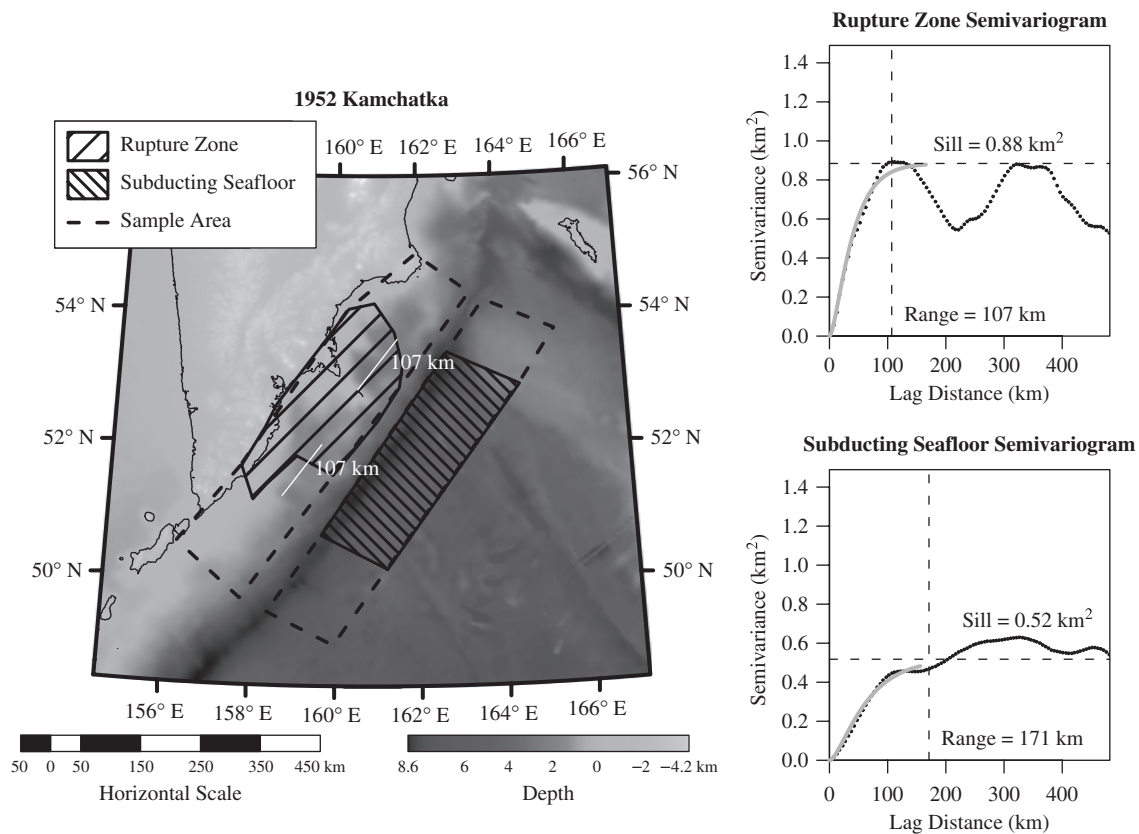 1952 Kamchatka
Rupture Zone
Subducting Seafloor
Sample Area
160° E 162° E 164° E 166° E
56° N
54° N 54° N
52° N 52° N
50° N 50° N
107 km
107 km
156° E 158° E 160° E 162° E 164° E 166° E
50 0 50 150 250 350 450 km
Horizontal Scale
8.6 6 4 2 0 −2 −4.2 km
Depth
Rupture Zone Semivariogram
Semivariance (km²)
1.4
1.2
1.0
0.8
0.6
0.4
0.2
0.0
Sill = 0.88 km²
Range = 107 km
0 100 200 300 400
Lag Distance (km)
Subducting Seafloor Semivariogram
Semivariance (km²)
1.4
1.2
1.0
0.8
0.6
0.4
0.2
0.0
Sill = 0.52 km²
Range = 171 km
0 100 200 300 400
Lag Distance (km)